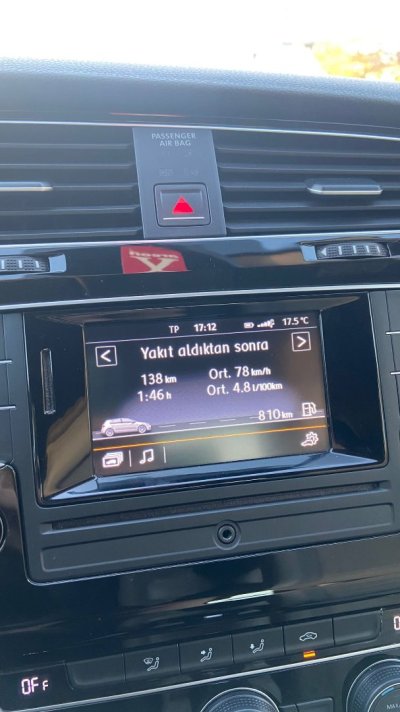 PASSENGER
AIR BAG
TP 17:12 17.5 °C
Yakıt aldıktan sonra
138 km Ort. 78 km/h
1:46 h Ort. 4.8 l/100km
810 km
OFF
MAX